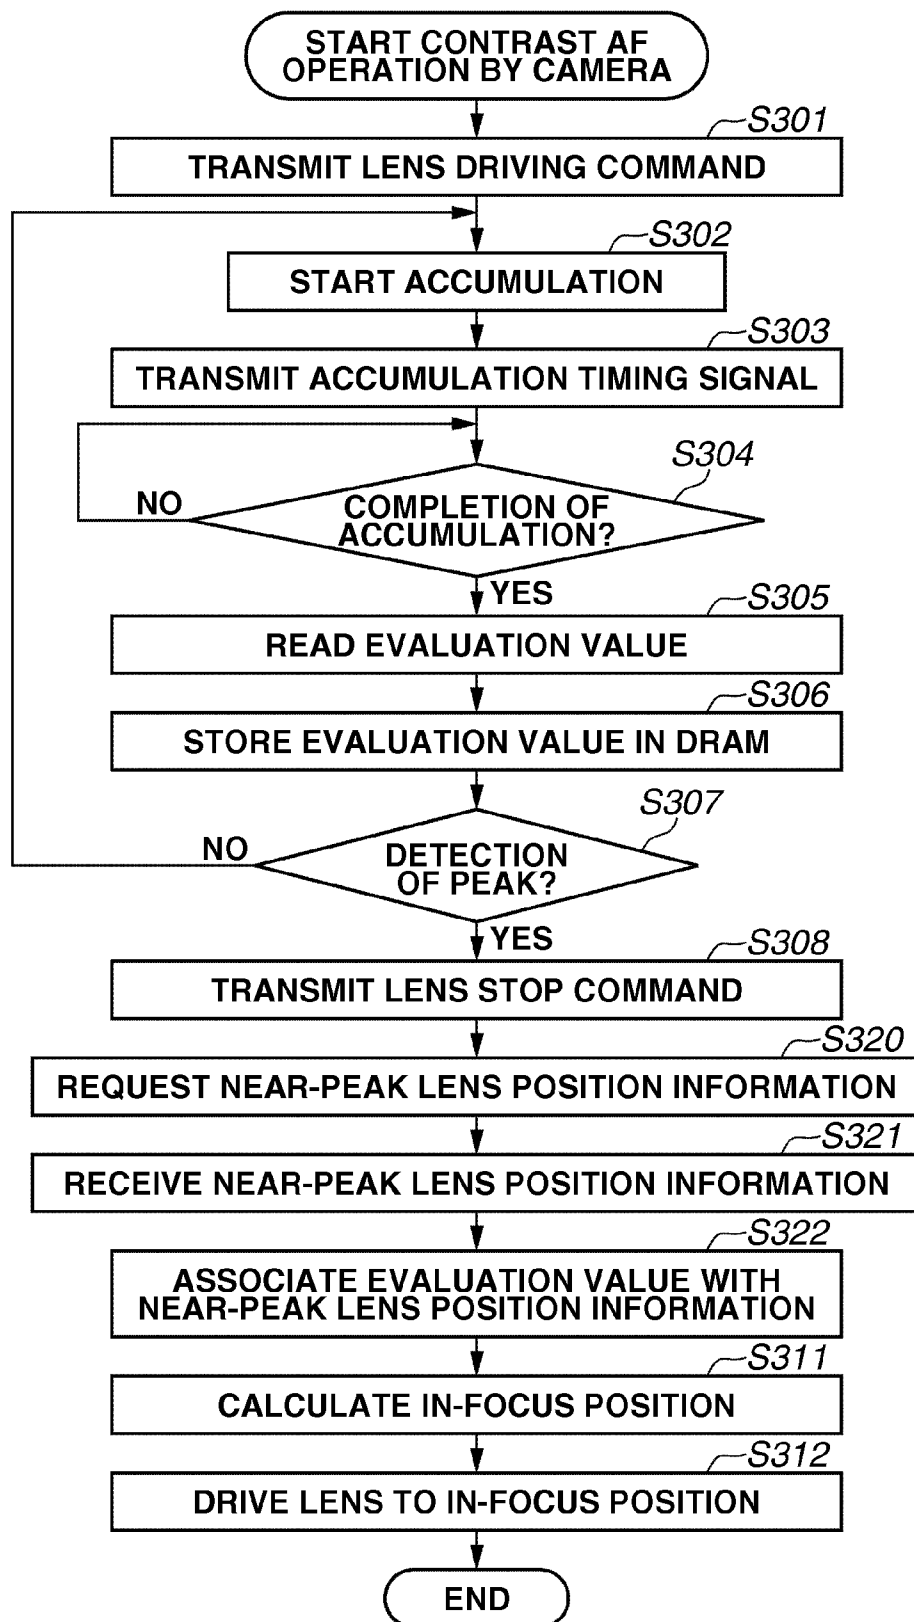 START CONTRAST AF
OPERATION BY CAMERA
S301
TRANSMIT LENS DRIVING COMMAND
S302
START ACCUMULATION
S303
TRANSMIT ACCUMULATION TIMING SIGNAL
S304
NO
COMPLETION OF
ACCUMULATION?
YES
S305
READ EVALUATION VALUE
S306
STORE EVALUATION VALUE IN DRAM
S307
NO
DETECTION
OF PEAK?
YES
S308
TRANSMIT LENS STOP COMMAND
S320
REQUEST NEAR-PEAK LENS POSITION INFORMATION
S321
RECEIVE NEAR-PEAK LENS POSITION INFORMATION
S322
ASSOCIATE EVALUATION VALUE WITH
NEAR-PEAK LENS POSITION INFORMATION
S311
CALCULATE IN-FOCUS POSITION
S312
DRIVE LENS TO IN-FOCUS POSITION
END